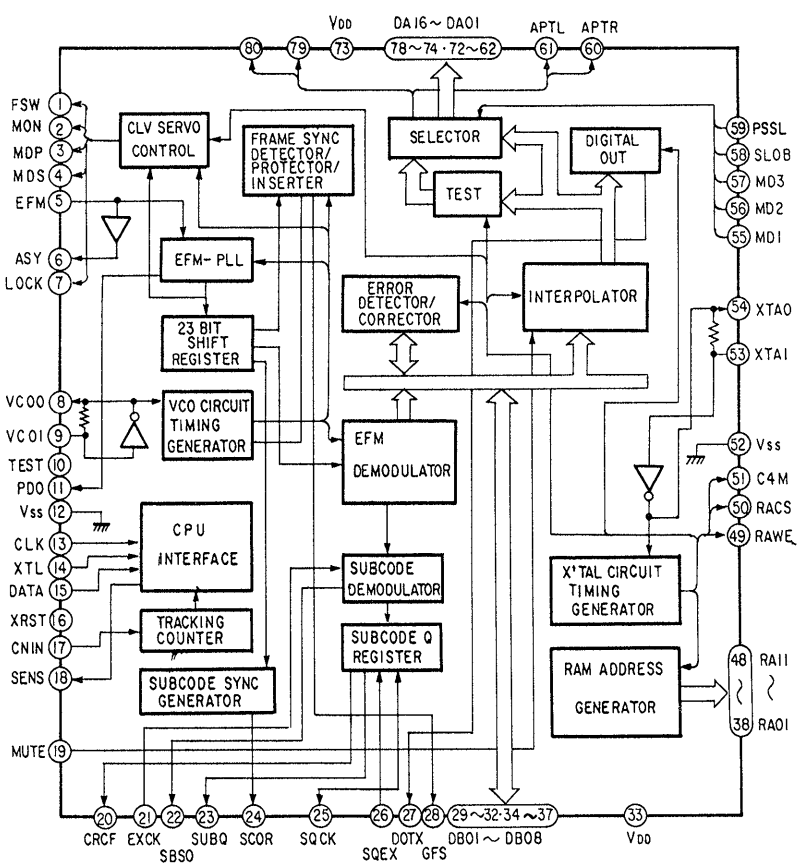 VDD DA16~DA01 APTL APTR
80 79 73 78~74·72~62 61 60
FSW 1
MON 2
MDP 3
MDS 4
EFM 5
ASY 6
LOCK 7
VCOO 8
VCOI 9
TEST 10
PDO 11
Vss 12
CLK 13
XTL 14
DATA 15
XRST 16
CNIN 17
SENS 18
MUTE 19
CLV SERVO
CONTROL
FRAME SYNC
DETECTOR/
PROTECTOR/
INSERTER
SELECTOR
TEST
DIGITAL
OUT
EFM-PLL
23 BIT
SHIFT
REGISTER
ERROR
DETECTOR/
CORRECTOR
INTERPOLATOR
VCO CIRCUIT
TIMING
GENERATOR
EFM
DEMODULATOR
CPU
INTERFACE
SUBCODE
DEMODULATOR
X'TAL CIRCUIT
TIMING
GENERATOR
TRACKING
COUNTER
SUBCODE Q
REGISTER
SUBCODE SYNC
GENERATOR
RAM ADDRESS
GENERATOR
59 PSSL
58 SLOB
57 MD3
56 MD2
55 MD1
54 XTAO
53 XTAI
52 Vss
51 C4M
50 RACS
49 RAWE
48 RA11
~ ~
38 RA01
20 21 22 23 24 25 26 27 28 29~32·34~37 33
CRCF EXCK SUBQ SCOR SQCK DOTX DB01~DB08 VDD
SBSO SQEX GFS